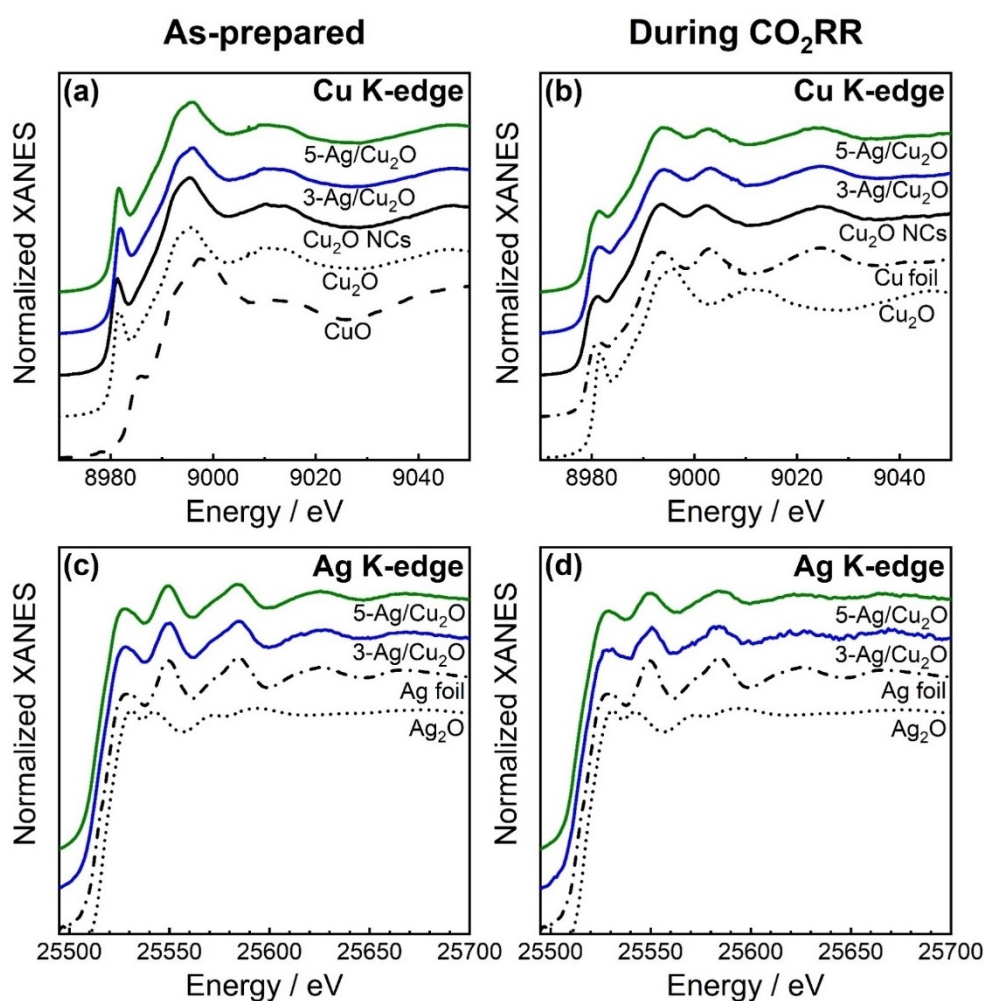 As-prepared
During CO₂RR
(a) Cu K-edge
5-Ag/Cu₂O
3-Ag/Cu₂O
Cu₂O NCs
Cu₂O
CuO
Normalized XANES
8980 9000 9020 9040
Energy / eV
(b) Cu K-edge
5-Ag/Cu₂O
3-Ag/Cu₂O
Cu₂O NCs
Cu foil
Cu₂O
Normalized XANES
8980 9000 9020 9040
Energy / eV
(c) Ag K-edge
5-Ag/Cu₂O
3-Ag/Cu₂O
Ag foil
Ag₂O
Normalized XANES
25500 25550 25600 25650 25700
Energy / eV
(d) Ag K-edge
5-Ag/Cu₂O
3-Ag/Cu₂O
Ag foil
Ag₂O
Normalized XANES
25500 25550 25600 25650 25700
Energy / eV